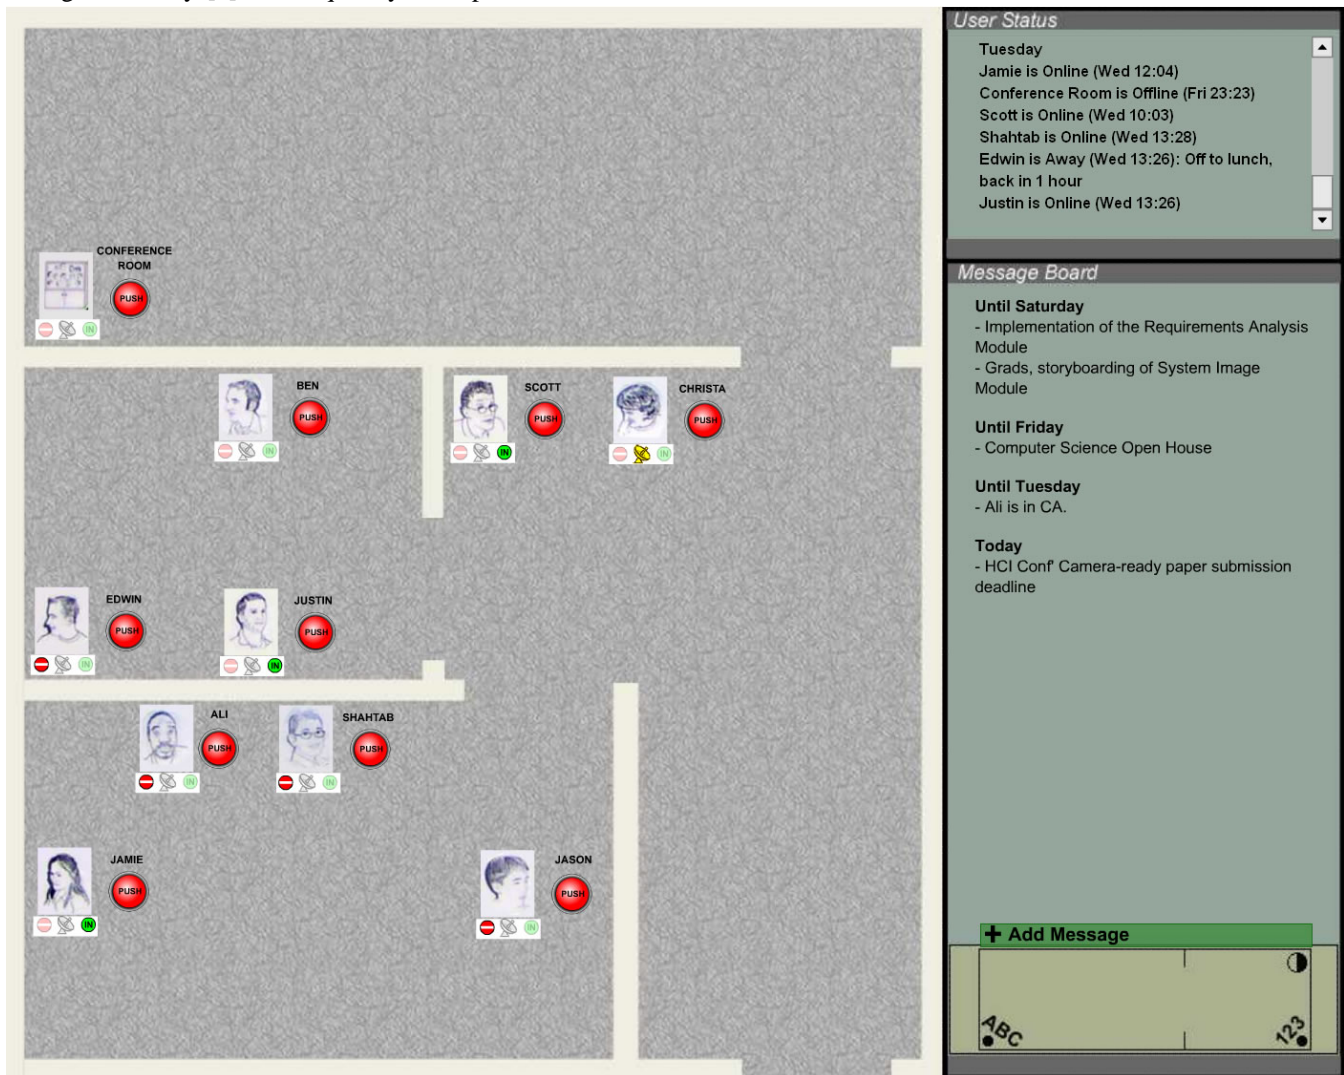 User Status
Tuesday
Jamie is Online (Wed 12:04)
Conference Room is Offline (Fri 23:23)
Scott is Online (Wed 10:03)
Shahtab is Online (Wed 13:28)
Edwin is Away (Wed 13:26): Off to lunch,
back in 1 hour
Justin is Online (Wed 13:26)
CONFERENCE
ROOM
PUSH
IN
BEN
PUSH
IN
SCOTT
PUSH
IN
CHRISTA
PUSH
IN
EDWIN
PUSH
IN
JUSTIN
PUSH
IN
ALI
PUSH
IN
SHAHTAB
PUSH
IN
JAMIE
PUSH
IN
JASON
PUSH
IN
Message Board
Until Saturday
- Implementation of the Requirements Analysis
Module
- Grads, storyboarding of System Image
Module
Until Friday
- Computer Science Open House
Until Tuesday
- Ali is in CA.
Today
- HCI Conf' Camera-ready paper submission
deadline
+ Add Message
ABC
123